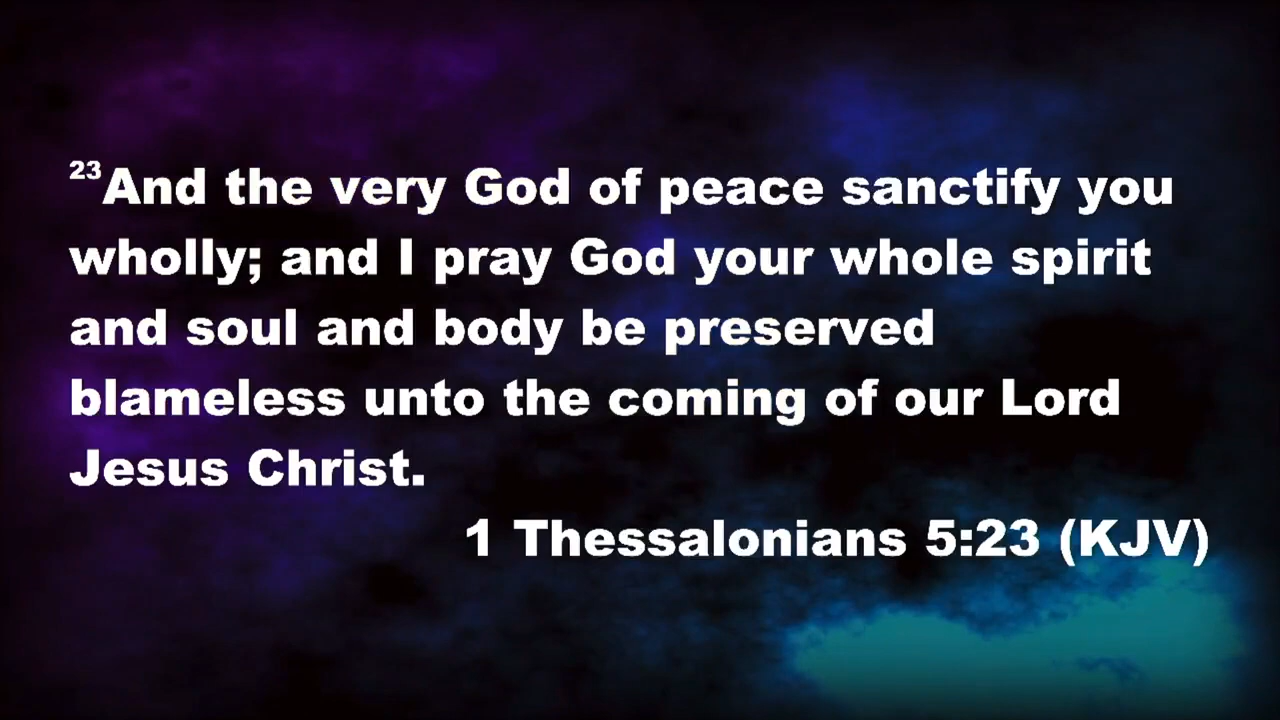 23And the very God of peace sanctify you
wholly; and I pray God your whole spirit
and soul and body be preserved
blameless unto the coming of our Lord
Jesus Christ.
1 Thessalonians 5:23 (KJV)